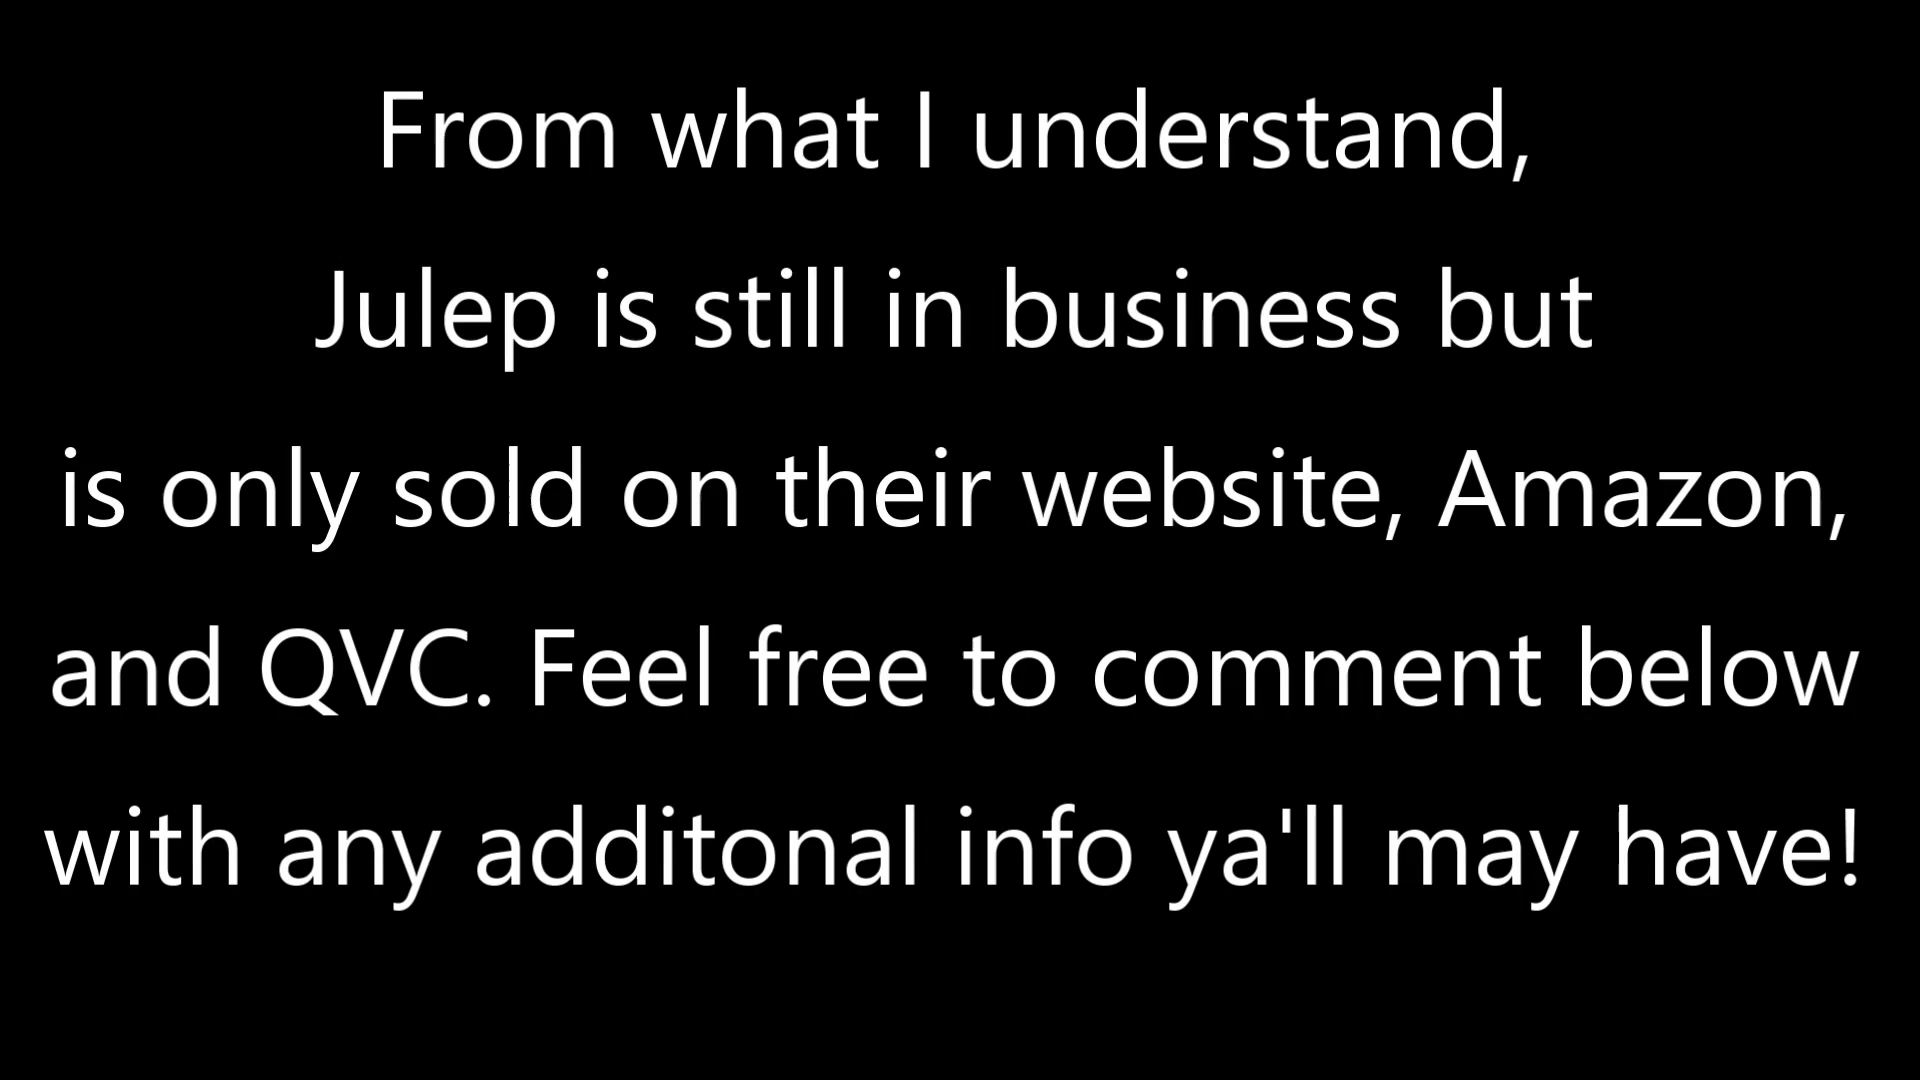 From what I understand,
Julep is still in business but
is only sold on their website, Amazon,
and QVC. Feel free to comment below
with any additonal info ya'll may have!